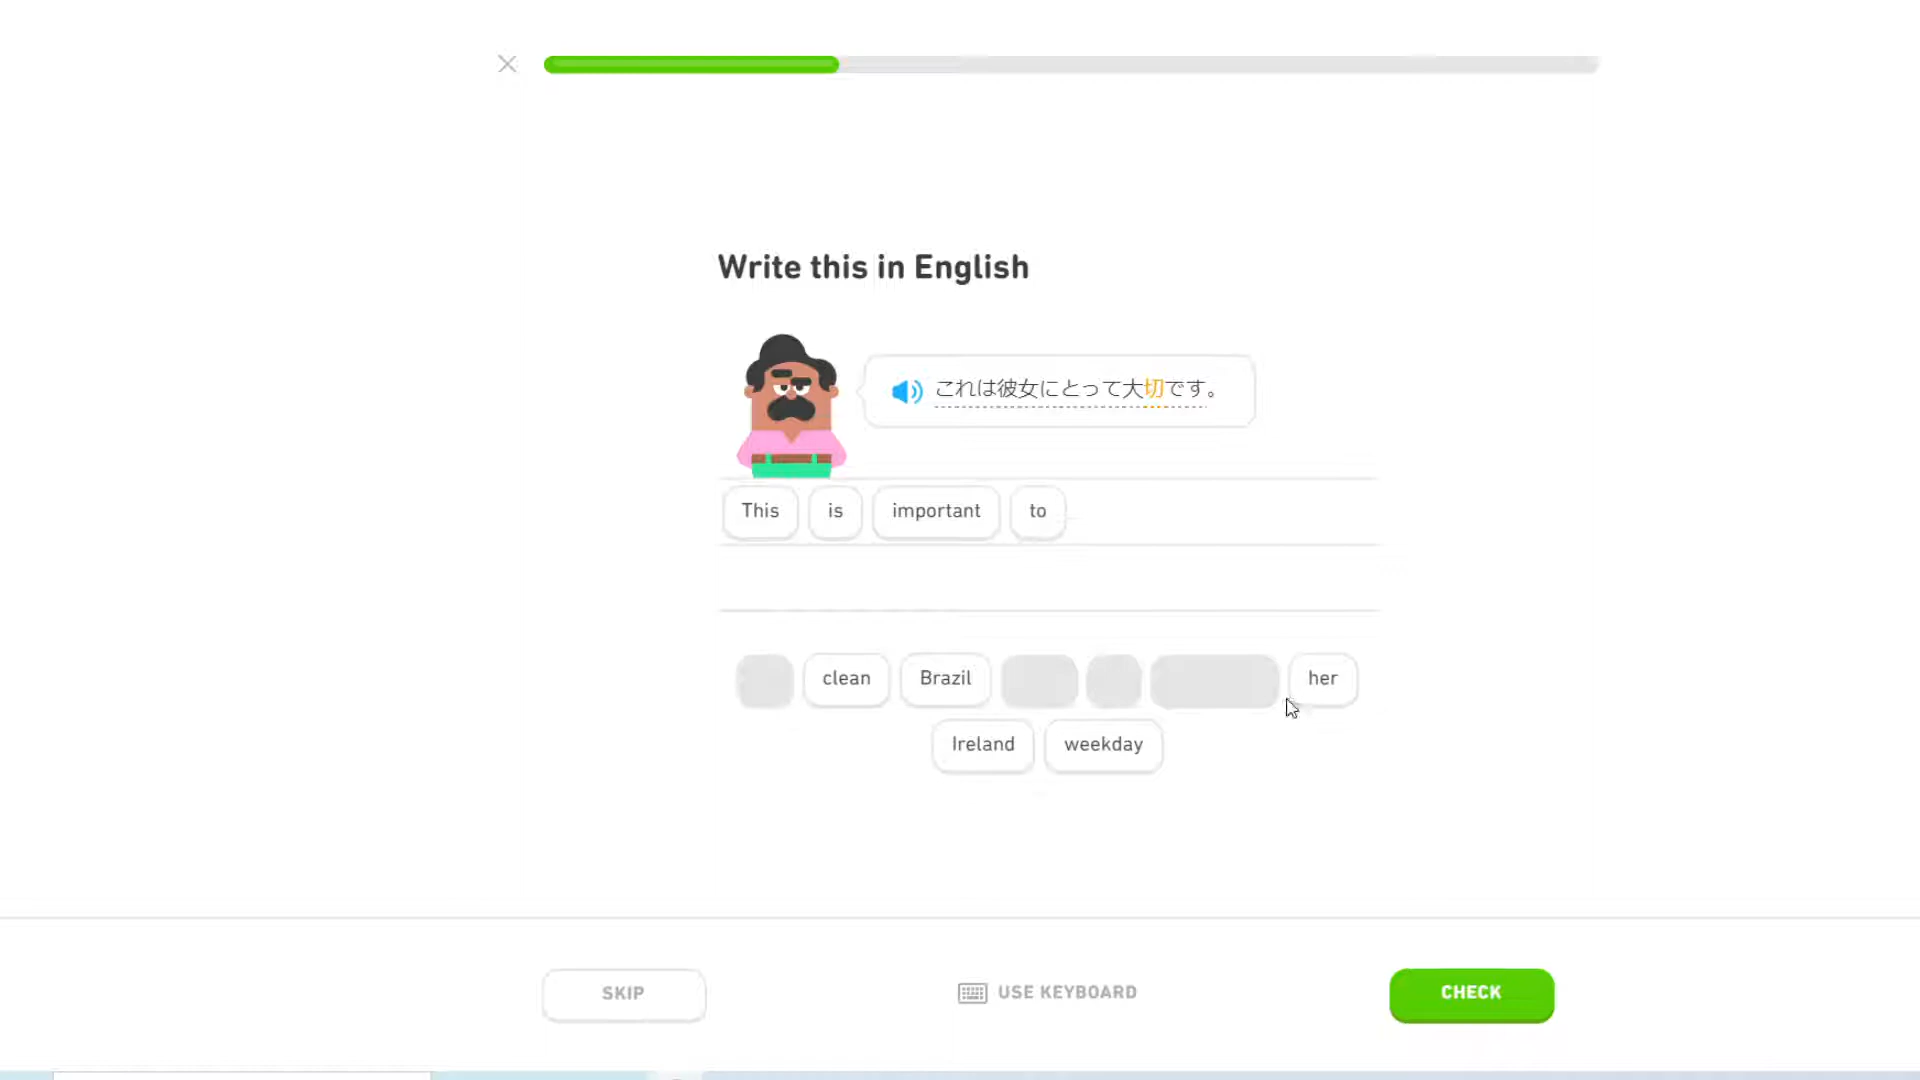 Write this in English
これは彼女にとって大切です。
This is important to
clean Brazil her
Ireland weekday
SKIP USE KEYBOARD CHECK